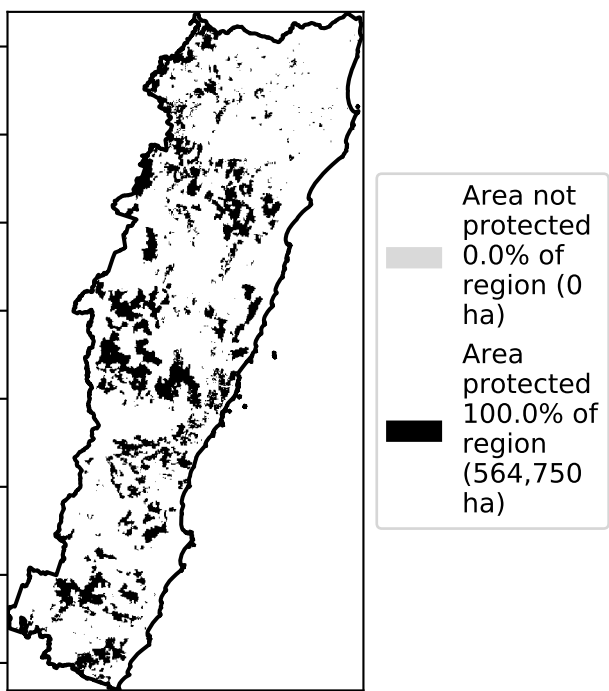 Area not
protected
0.0% of
region (0
ha)
Area
protected
100.0% of
region
(564,750
ha)